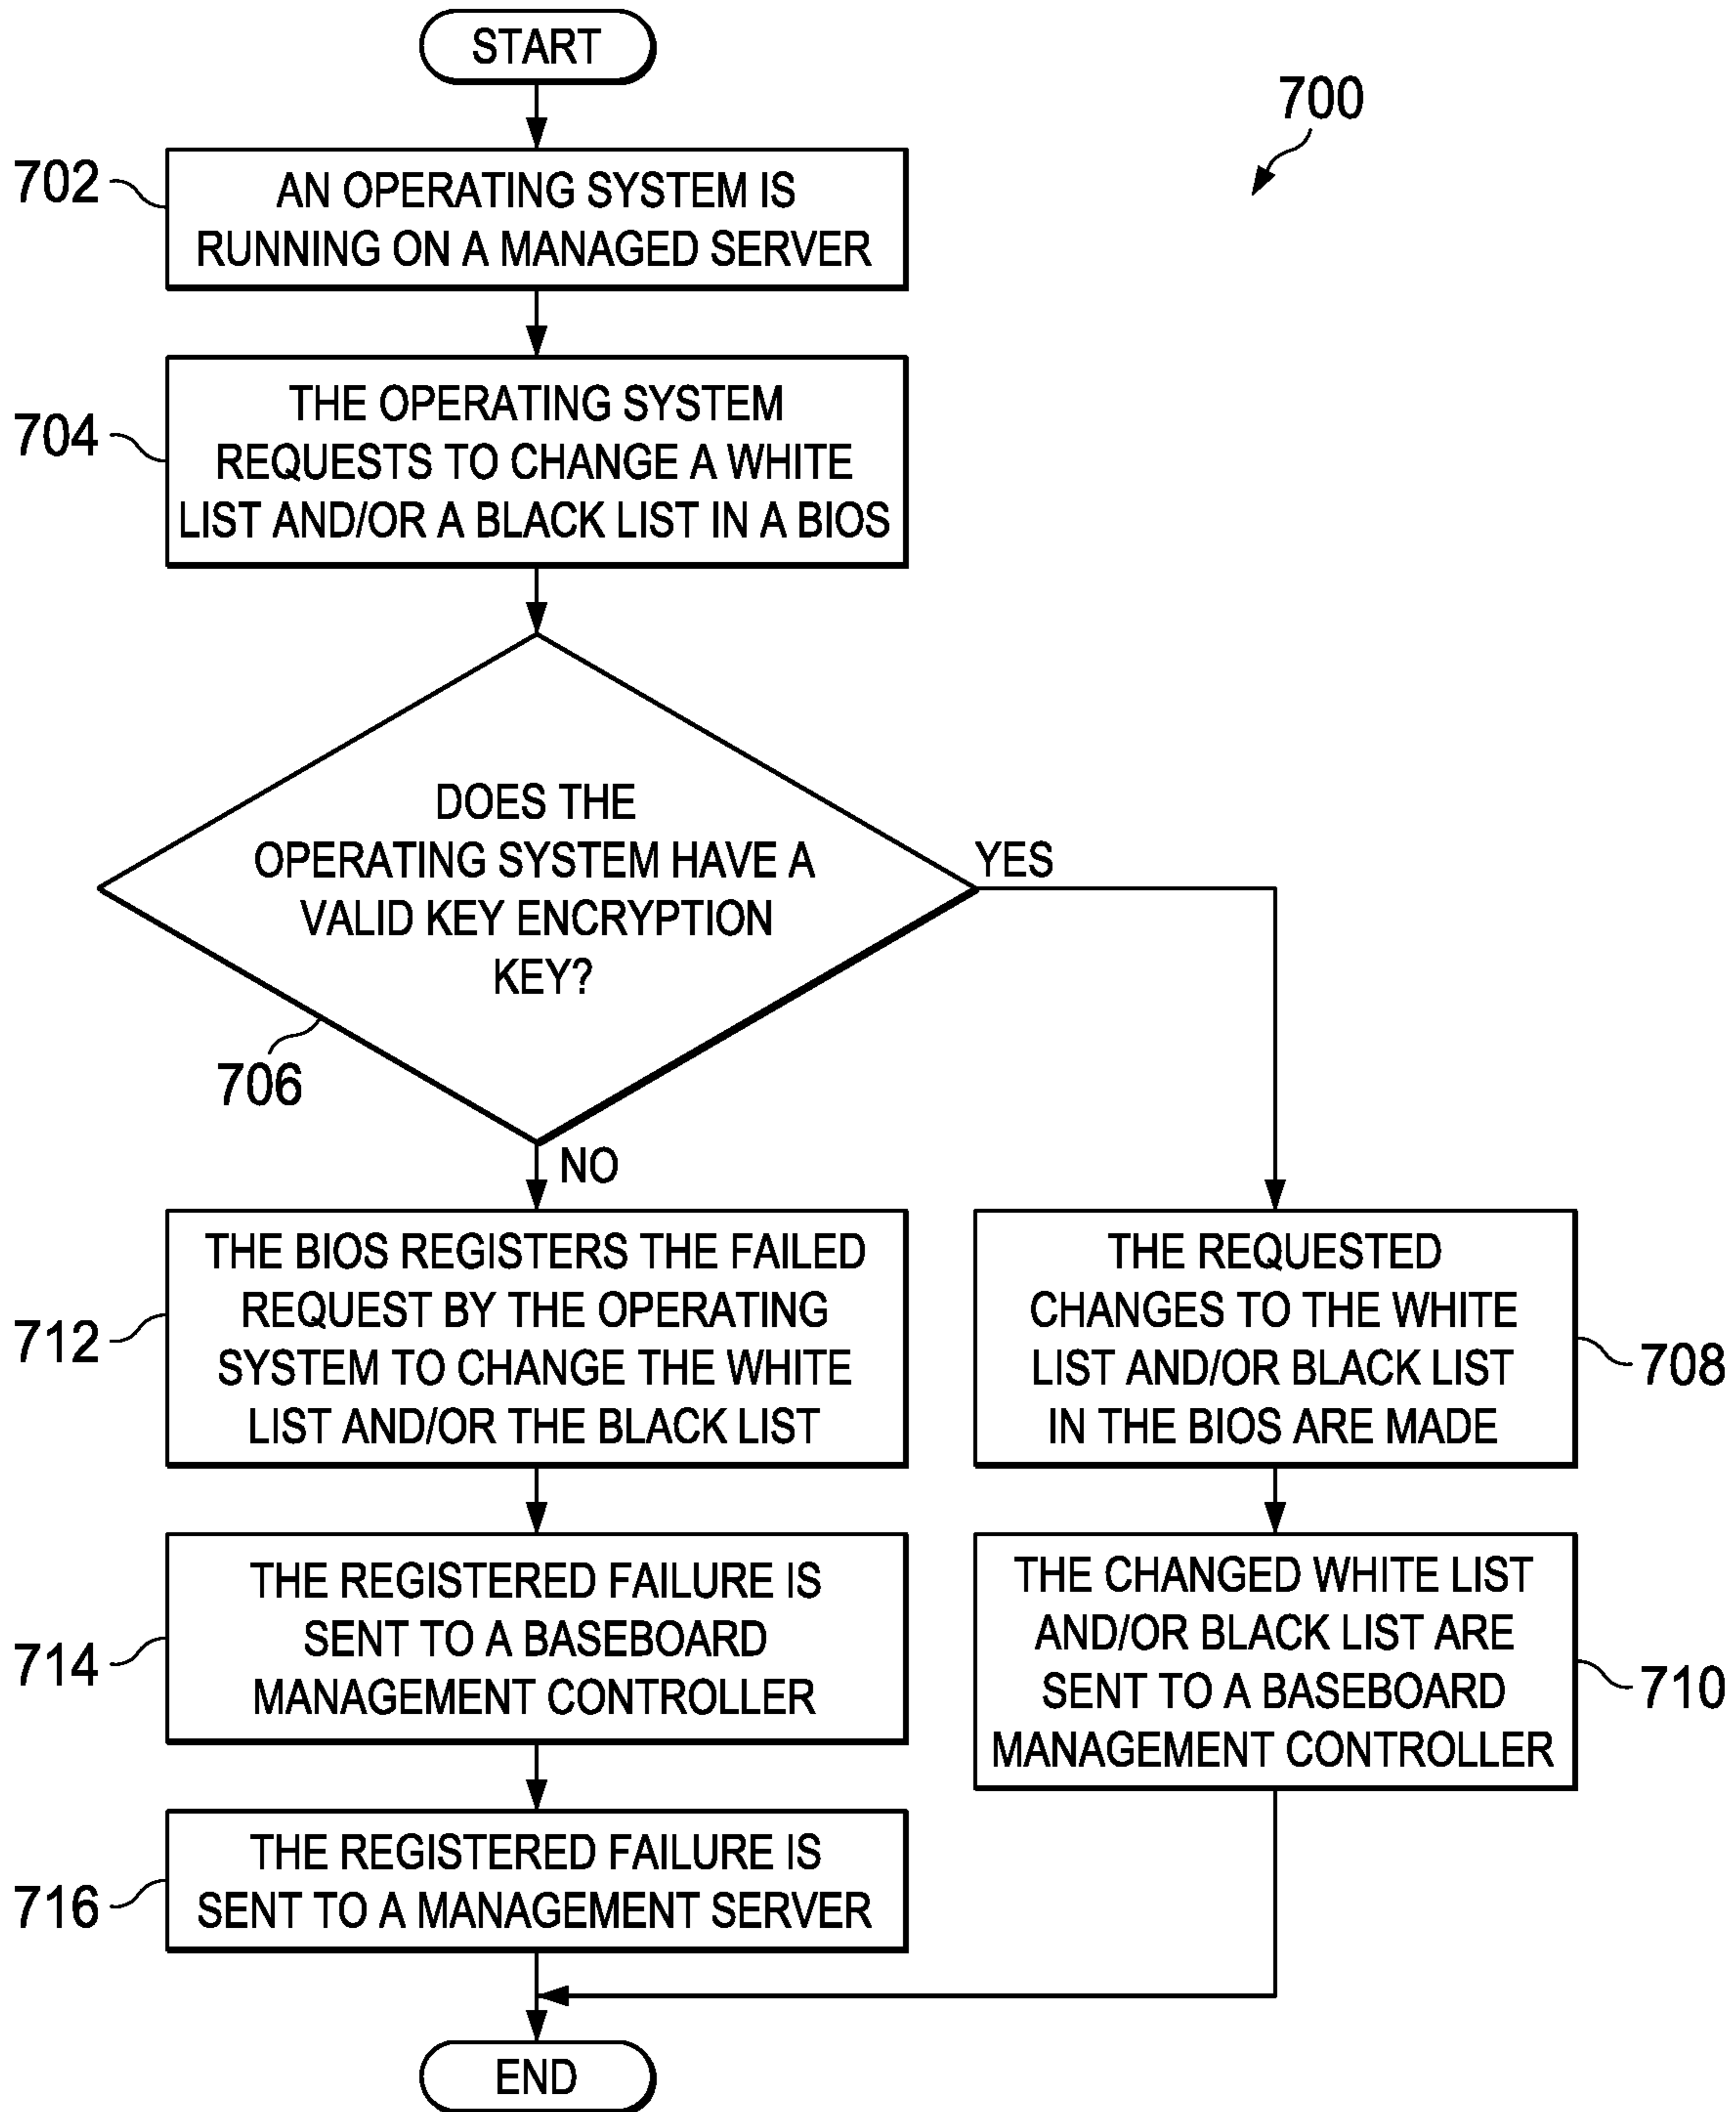 START
700
702
AN OPERATING SYSTEM IS
RUNNING ON A MANAGED SERVER
704
THE OPERATING SYSTEM
REQUESTS TO CHANGE A WHITE
LIST AND/OR A BLACK LIST IN A BIOS
DOES THE
OPERATING SYSTEM HAVE A
VALID KEY ENCRYPTION
KEY?
YES
706
NO
712
THE BIOS REGISTERS THE FAILED
REQUEST BY THE OPERATING
SYSTEM TO CHANGE THE WHITE
LIST AND/OR THE BLACK LIST
THE REQUESTED
CHANGES TO THE WHITE
LIST AND/OR BLACK LIST
IN THE BIOS ARE MADE
708
714
THE REGISTERED FAILURE IS
SENT TO A BASEBOARD
MANAGEMENT CONTROLLER
THE CHANGED WHITE LIST
AND/OR BLACK LIST ARE
SENT TO A BASEBOARD
MANAGEMENT CONTROLLER
710
716
THE REGISTERED FAILURE IS
SENT TO A MANAGEMENT SERVER
END